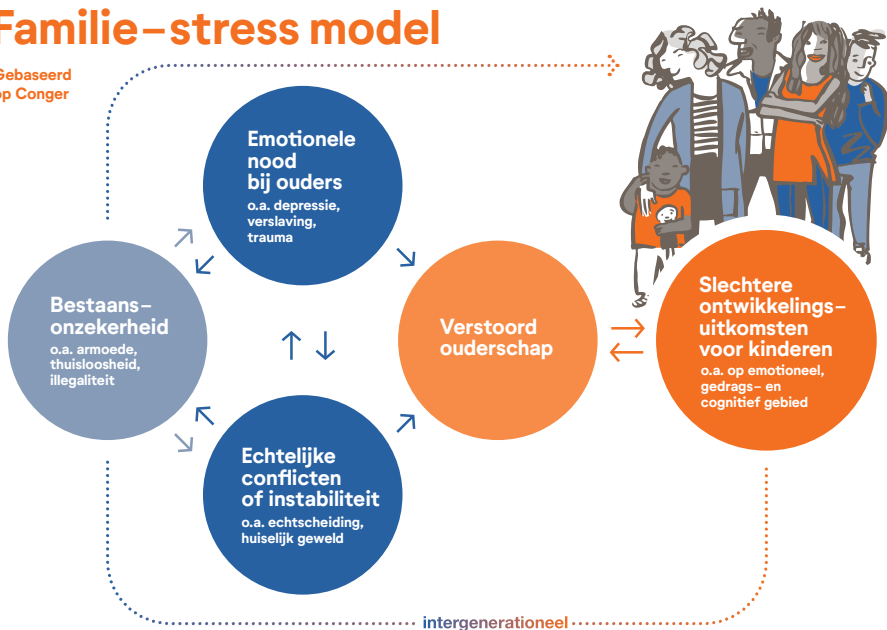 Familie–stress model
Gebaseerd
op Conger
Emotionele
nood
bij ouders
o.a. depressie,
verslaving,
trauma
Bestaans–
onzekerheid
o.a. armoede,
thuisloosheid,
illegaliteit
Verstoord
ouderschap
Slechtere
ontwikkelings–
uitkomsten
voor kinderen
o.a. op emotioneel,
gedrags– en
cognitief gebied
Echtelijke
conflicten
of instabiliteit
o.a. echtscheiding,
huiselijk geweld
intergenerationeel